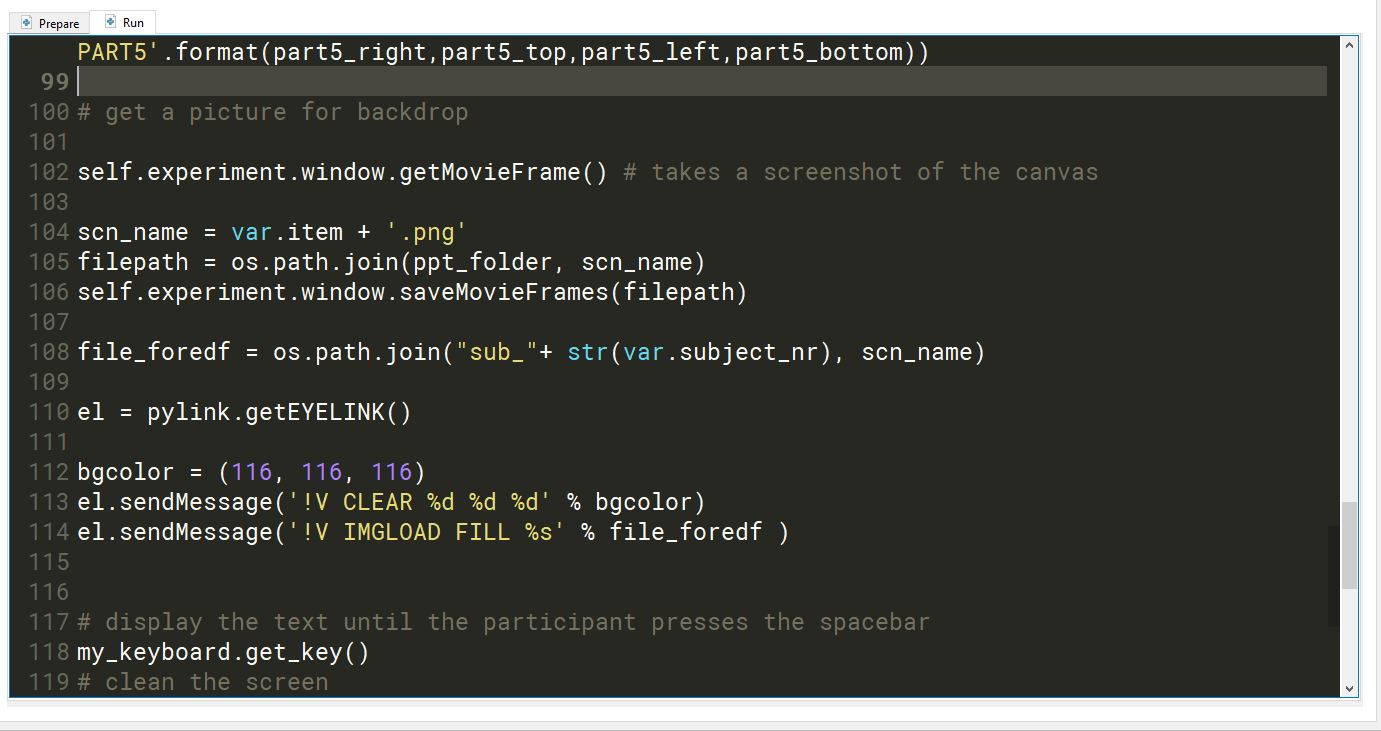 Prepare
Run
PART5'.format(part5_right,part5_top,part5_left,part5_bottom))
99
100 # get a picture for backdrop
101
102 self.experiment.window.getMovieFrame() # takes a screenshot of the canvas
103
104 scn_name = var.item + '.png'
105 filepath = os.path.join(ppt_folder, scn_name)
106 self.experiment.window.saveMovieFrames(filepath)
107
108 file_foredf = os.path.join("sub_"+ str(var.subject_nr), scn_name)
109
110 el = pylink.getEYELINK()
111
112 bgcolor = (116, 116, 116)
113 el.sendMessage('!V CLEAR %d %d %d' % bgcolor)
114 el.sendMessage('!V IMGLOAD FILL %s' % file_foredf )
115
116
117 # display the text until the participant presses the spacebar
118 my_keyboard.get_key()
119 # clean the screen